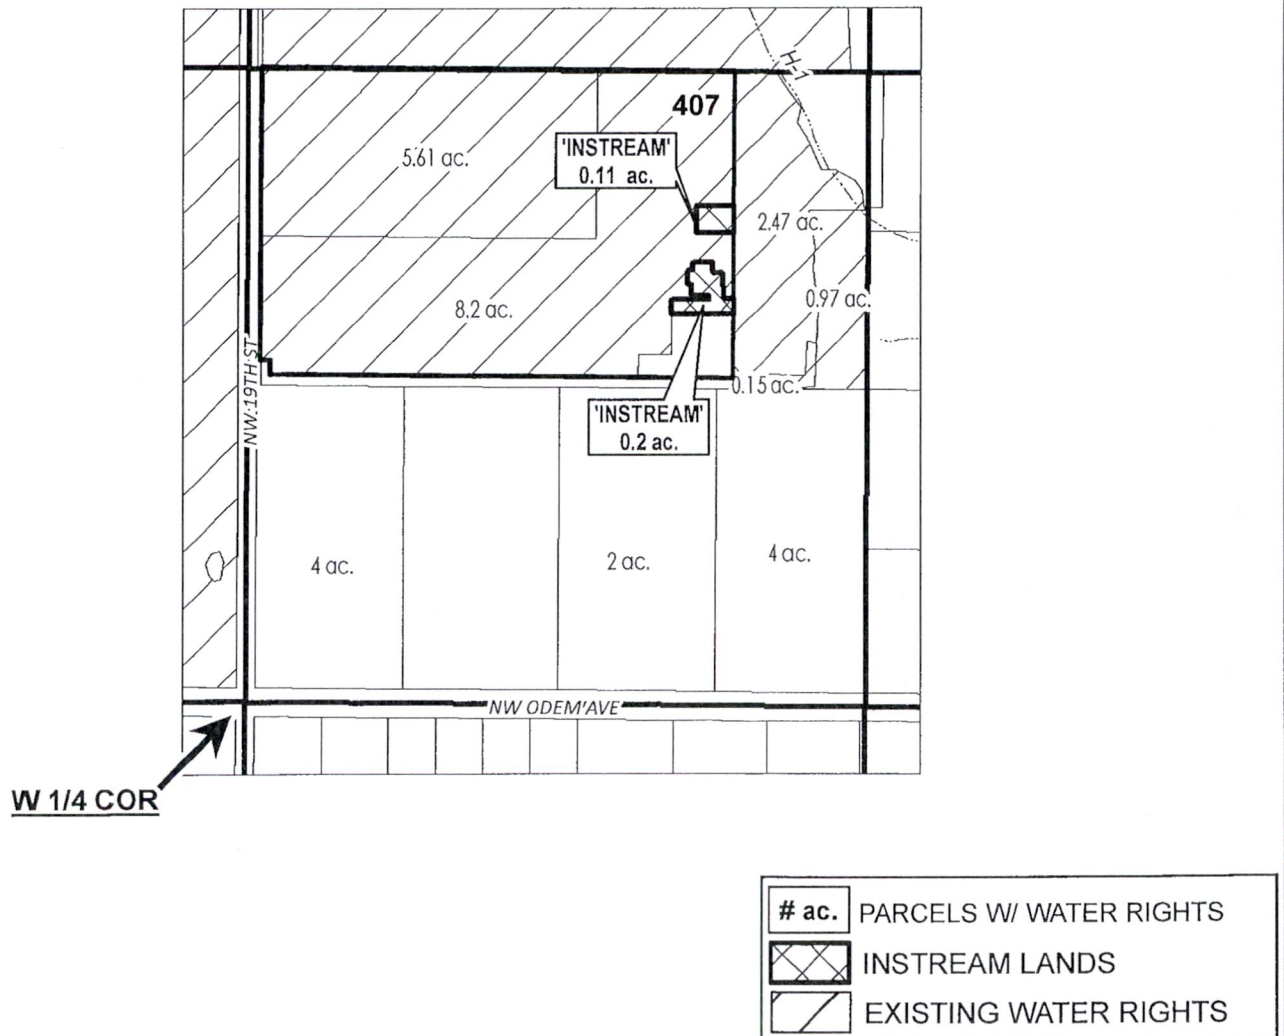 H-1
407
'INSTREAM'
0.11 ac.
5.61 ac.
2.47 ac.
0.97 ac.
8.2 ac.
NW 19TH ST
0.15 ac.
'INSTREAM'
0.2 ac.
4 ac.
2 ac.
4 ac.
NW ODEM'AVE
W 1/4 COR
# ac. PARCELS W/ WATER RIGHTS
INSTREAM LANDS
EXISTING WATER RIGHTS